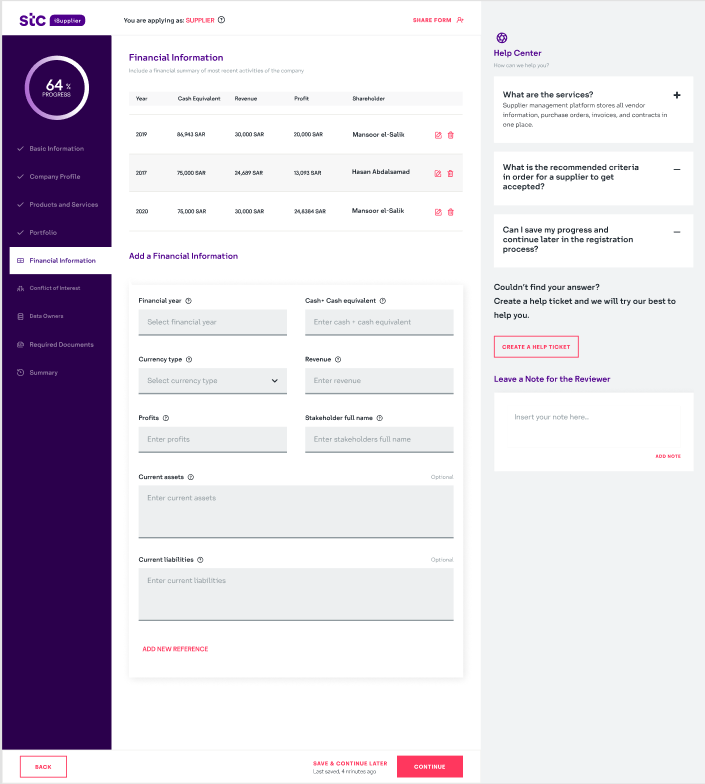 stc iSupplier
You are applying as: SUPPLIER
SHARE FORM
64 %
PROGRESS
Basic Information
Company Profile
Products and Services
Portfolio
Financial Information
Conflict of Interest
Data Owners
Required Documents
Summary
Financial Information
Include a financial summary of most recent activities of the company
Year Cash Equivalent Revenue Profit Shareholder
2019 86,943 SAR 30,000 SAR 20,000 SAR Mansoor el-Salik
2017 75,000 SAR 24,689 SAR 13,093 SAR Hasan Abdalsamad
2020 75,000 SAR 30,000 SAR 24,8384 SAR Mansoor el-Salik
Add a Financial Information
Financial year
Select financial year
Cash+ Cash equivalent
Enter cash + cash equivalent
Currency type
Select currency type
Revenue
Enter revenue
Profits
Enter profits
Stakeholder full name
Enter stakeholders full name
Current assets Optional
Enter current assets
Current liabilities Optional
Enter current liabilities
ADD NEW REFERENCE
BACK
SAVE & CONTINUE LATER
Last saved, 4 minutes ago
CONTINUE
Help Center
How can we help you?
What are the services?
Supplier management platform stores all vendor
information, purchase orders, invoices, and contracts in
one place.
What is the recommended criteria
in order for a supplier to get
accepted?
Can I save my progress and
continue later in the registration
process?
Couldn't find your answer?
Create a help ticket and we will try our best to
help you.
CREATE A HELP TICKET
Leave a Note for the Reviewer
Insert your note here..
ADD NOTE